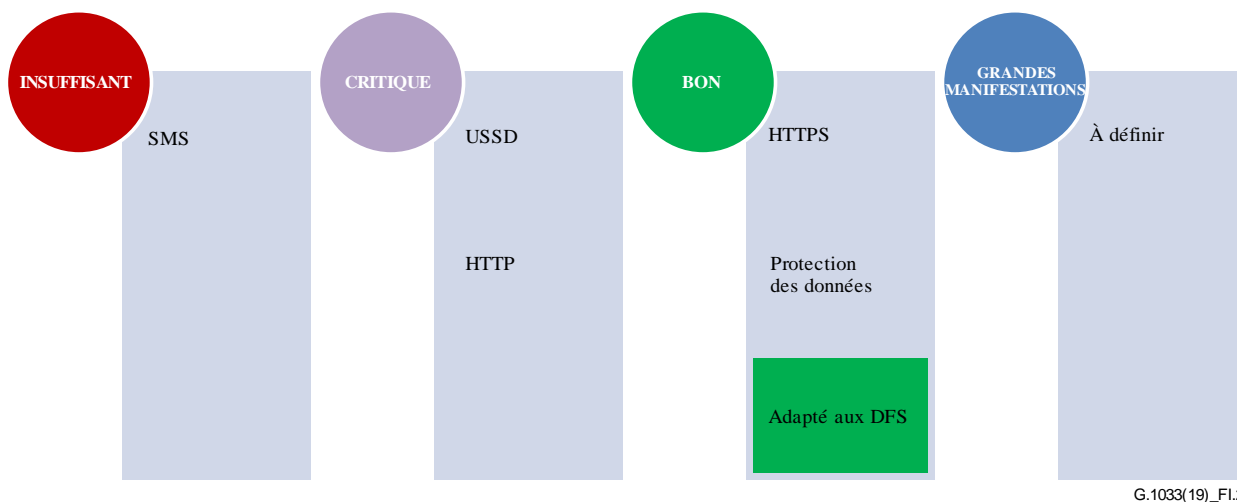 INSUFFISANT
SMS
CRITIQUE
USSD
HTTP
BON
HTTPS
Protection
des données
Adapté aux DFS
GRANDES
MANIFESTATIONS
À définir
G.1033(19)_FI.